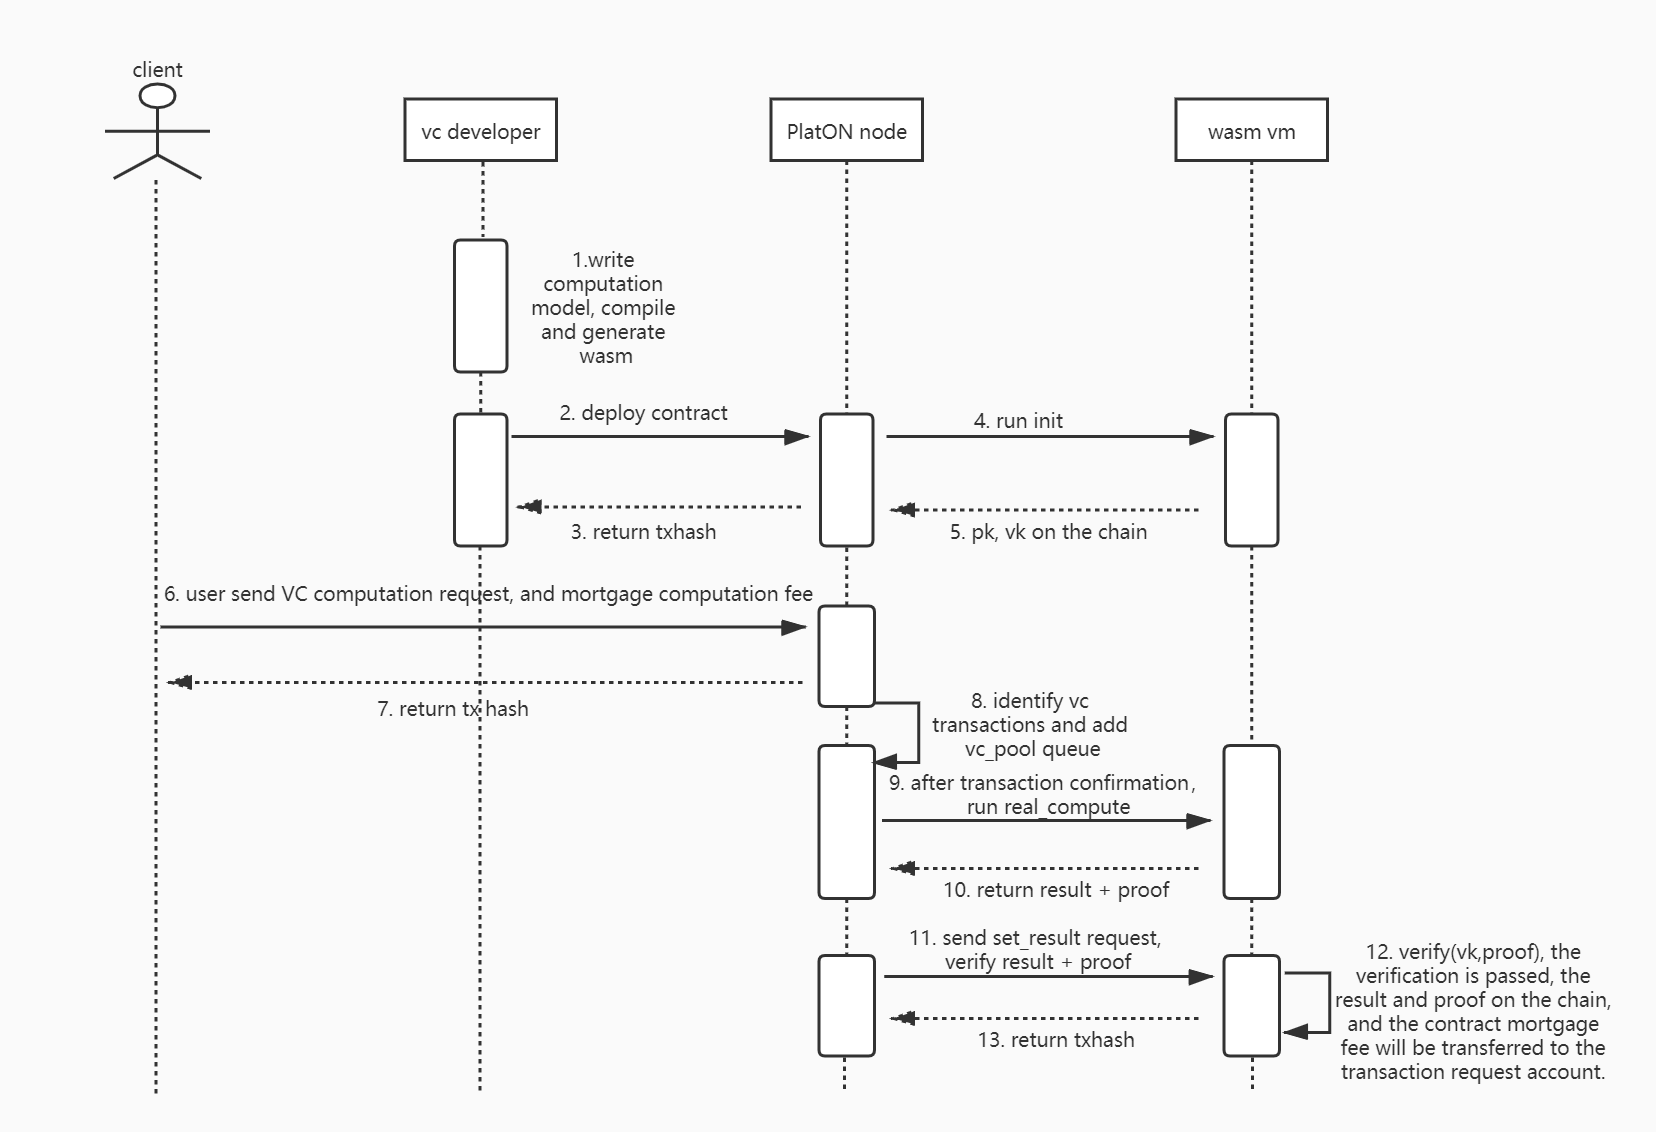 client
vc developer
PlatON node
wasm vm
1.write
computation
model, compile
and generate
wasm
2. deploy contract
4. run init
3. return txhash
5. pk, vk on the chain
6. user send VC computation request, and mortgage computation fee
7. return tx hash
8. identify vc
transactions and add
vc_pool queue
9. after transaction confirmation,
run real_compute
10. return result + proof
11. send set_result request,
verify result + proof
12. verify(vk,proof), the
verification is passed, the
result and proof on the chain,
and the contract mortgage
fee will be transferred to the
transaction request account.
13. return txhash